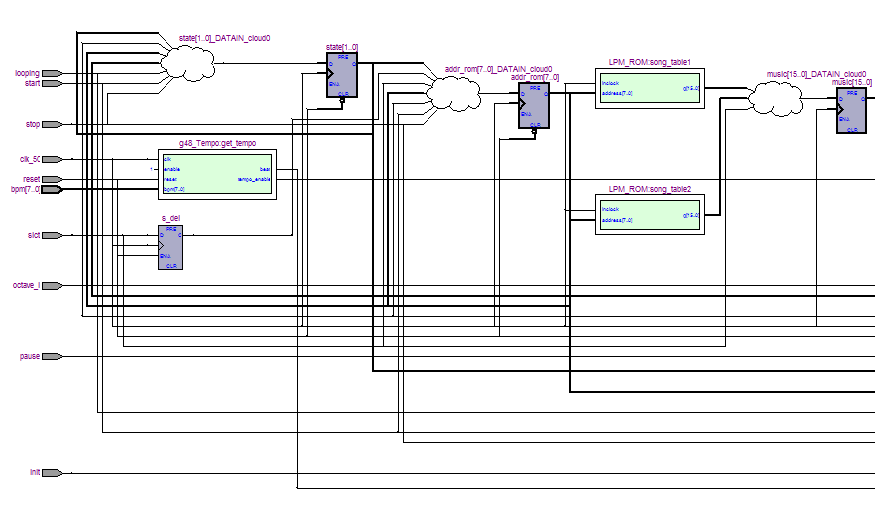 state[1..0]_DATAIN_cloud0
state[1..0]
D PRE Q
ENA
CLR
looping
start
stop
addr_rom[7..0]_DATAIN_cloud0
addr_rom[7..0]
D PRE Q
ENA
CLR
LPM_ROM:song_table1
inclock
address[7..0]
q[15..0]
music[15..0]_DATAIN_cloud0
music[15..0]
D PRE Q
ENA
CLR
g48_Tempo:get_tempo
clk
enable
reset
bpm[7..0]
beat
tempo_enable
1
clk_50
reset
bpm[7..0]
LPM_ROM:song_table2
inclock
address[7..0]
q[15..0]
s_del
D PRE Q
ENA
CLR
slct
octave_i
pause
init